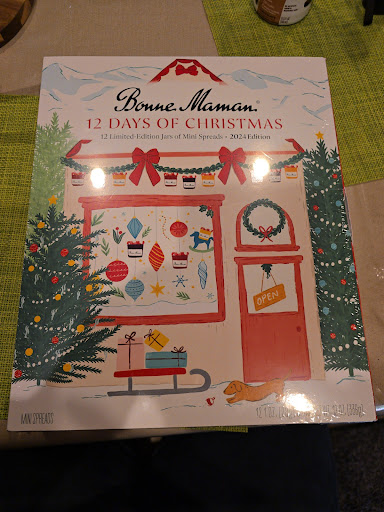 Bonne Maman®
12 DAYS OF CHRISTMAS
12 Limited-Edition Jars of Mini Spreads - 2024 Edition
OPEN
MINI SPREADS